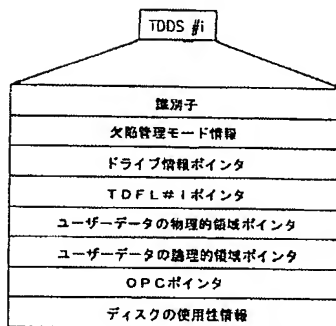 TDDS #i
識別子
欠陥管理モード情報
ドライブ情報ポインタ
TDFL#iポインタ
ユーザーデータの物理的領域ポインタ
ユーザーデータの論理的領域ポインタ
OPCポインタ
ディスクの使用性情報